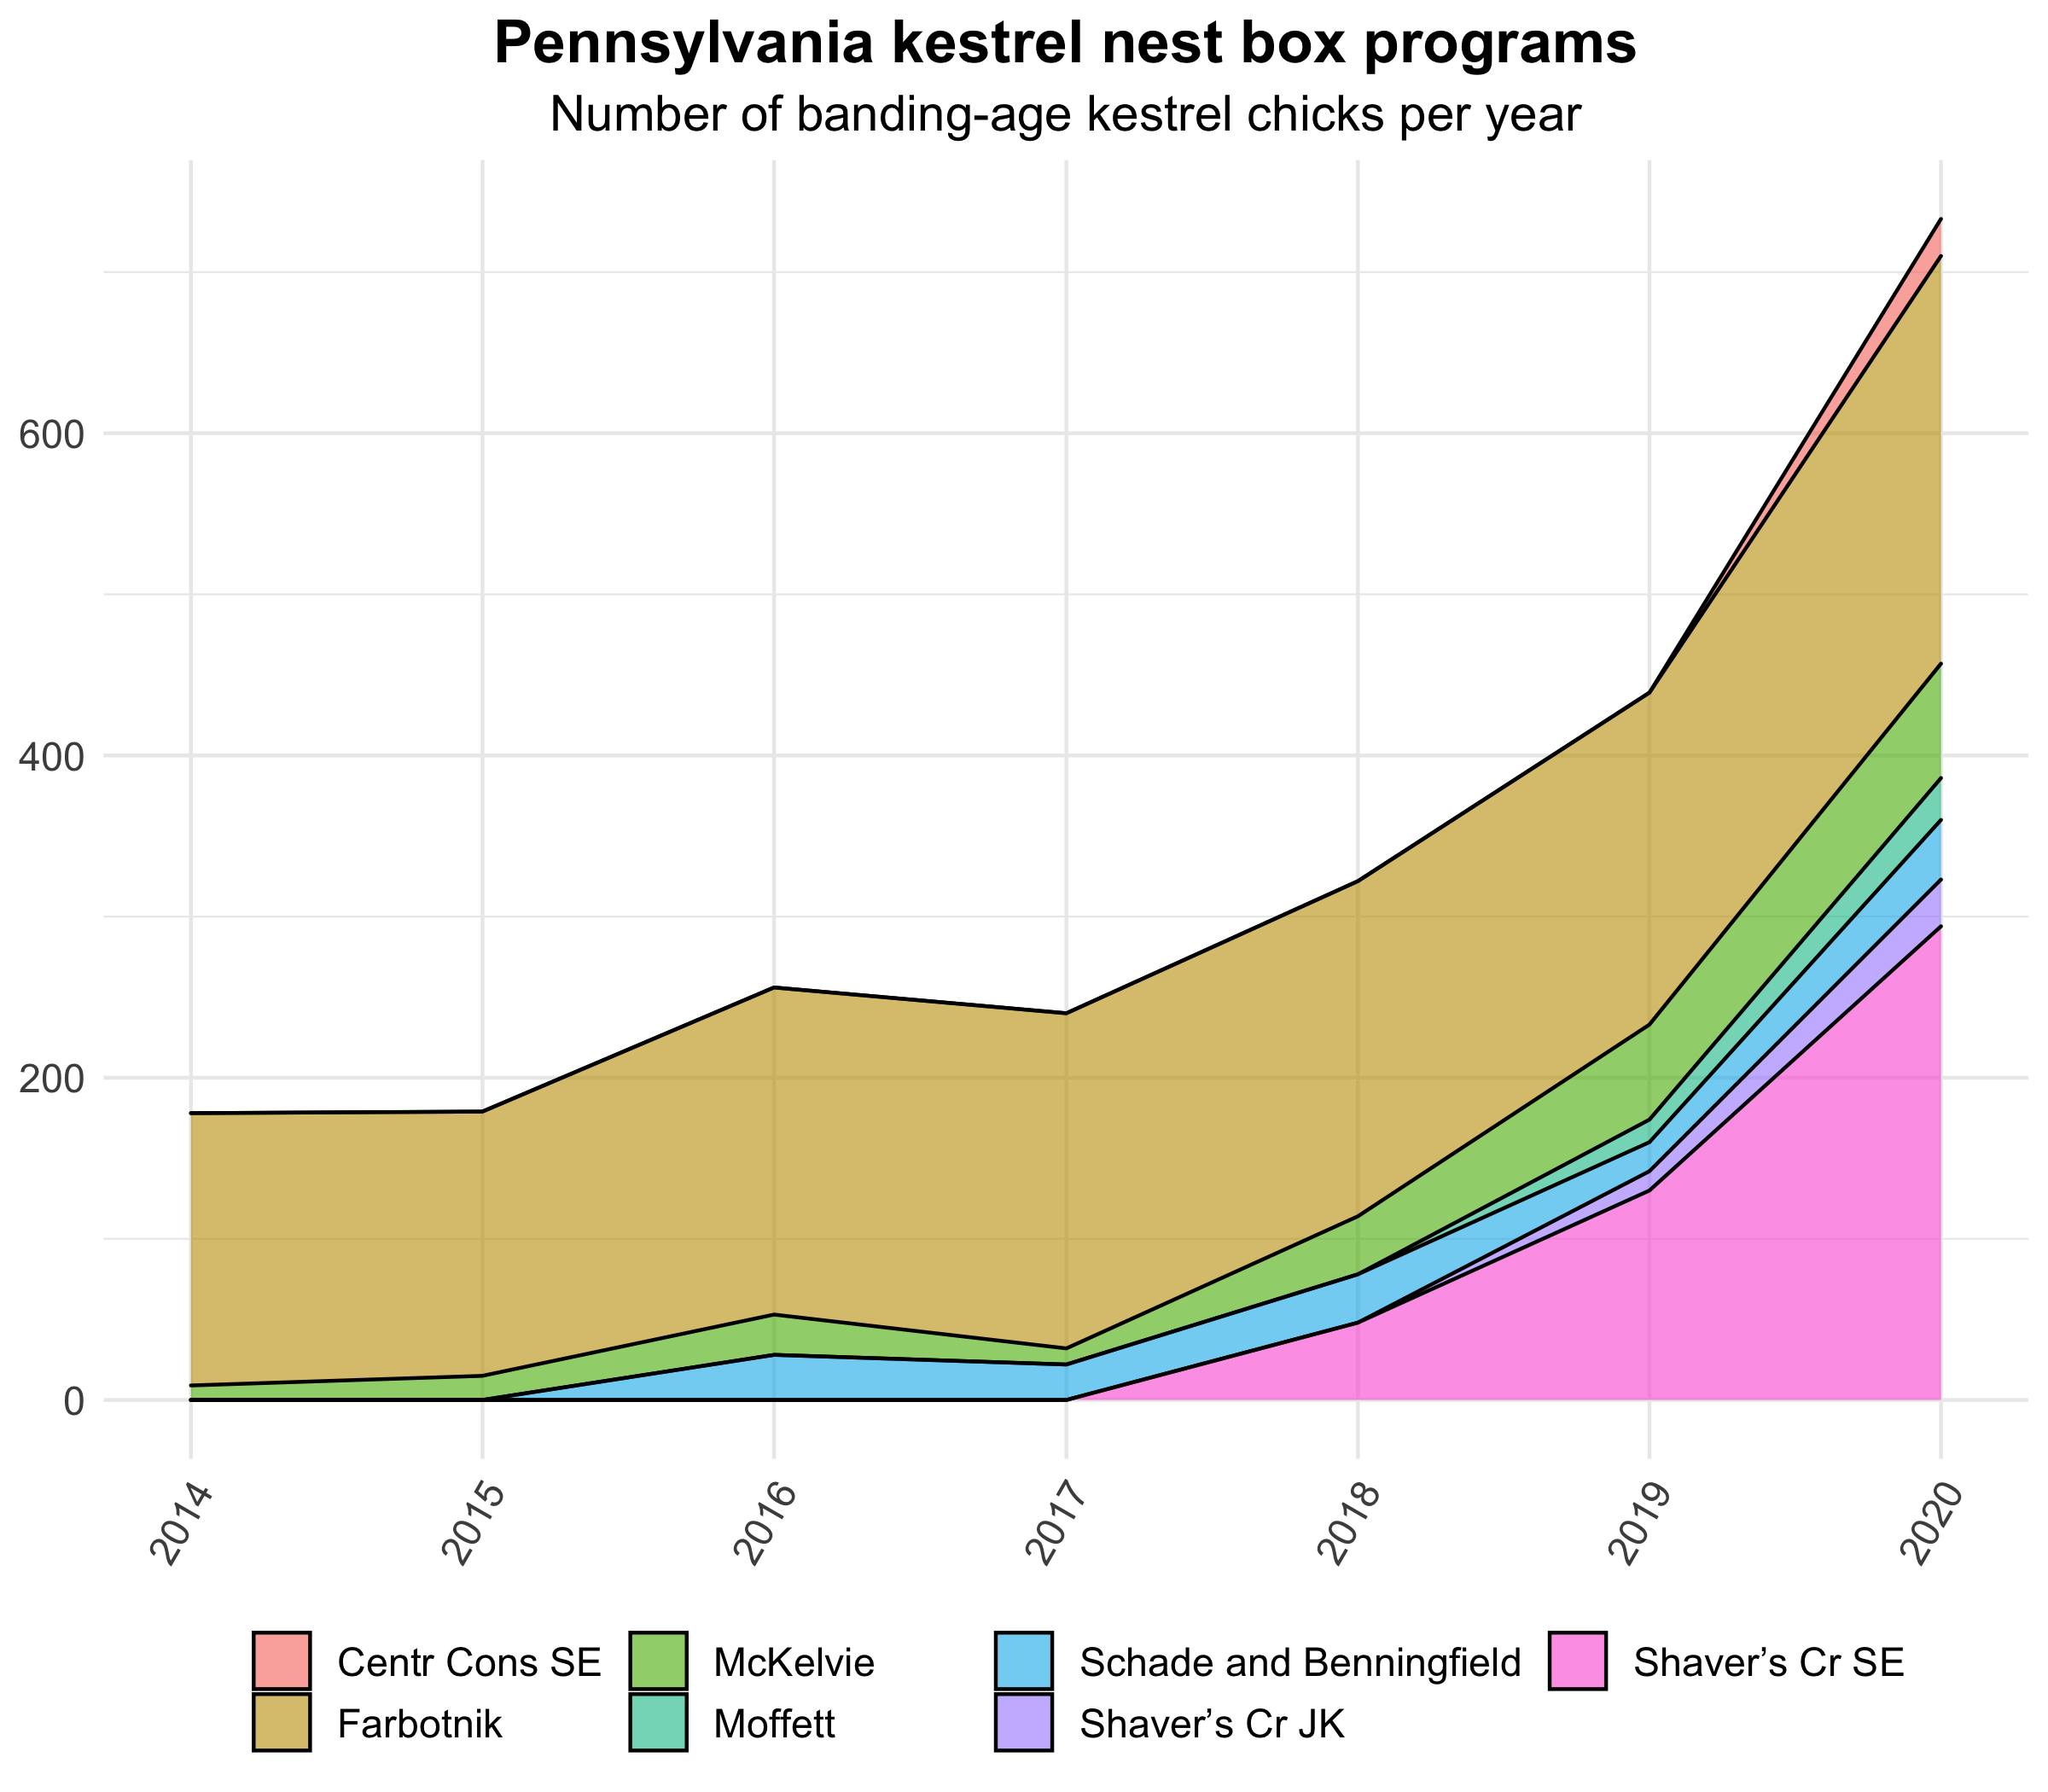 Pennsylvania kestrel nest box programs
Number of banding-age kestrel chicks per year
600
400
200
0
2014 2015 2016 2017 2018 2019 2020
Centr Cons SE McKelvie Schade and Benningfield Shaver’s Cr SE
Farbotnik Moffett Shaver’s Cr JK